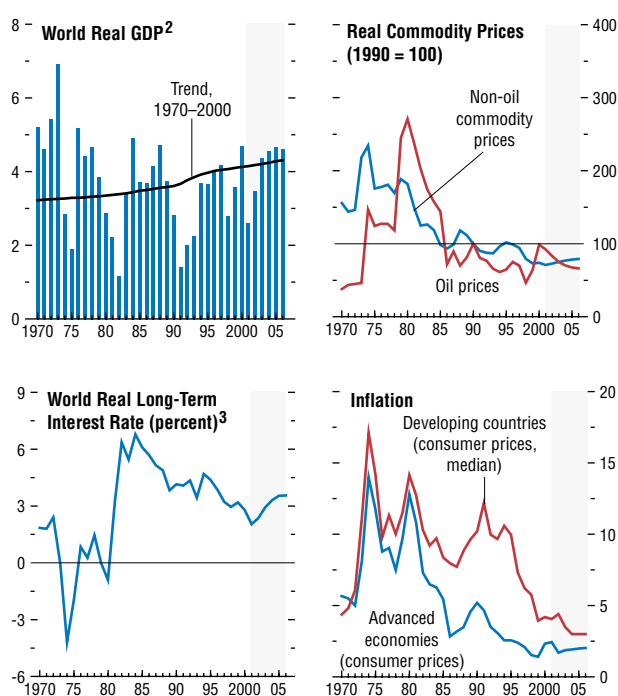 World Real GDP2
8
6
4
2
0
Trend,
1970–2000
1970 75 80 85 90 95 2000 05
Real Commodity Prices
(1990 = 100)
400
300
200
100
0
Non-oil
commodity
prices
Oil prices
1970 75 80 85 90 95 2000 05
World Real Long-Term
Interest Rate (percent)3
9
6
3
0
-3
-6
1970 75 80 85 90 95 2000 05
Inflation
20
15
10
5
0
Developing countries
(consumer prices,
median)
Advanced
economies
(consumer prices)
1970 75 80 85 90 95 2000 05